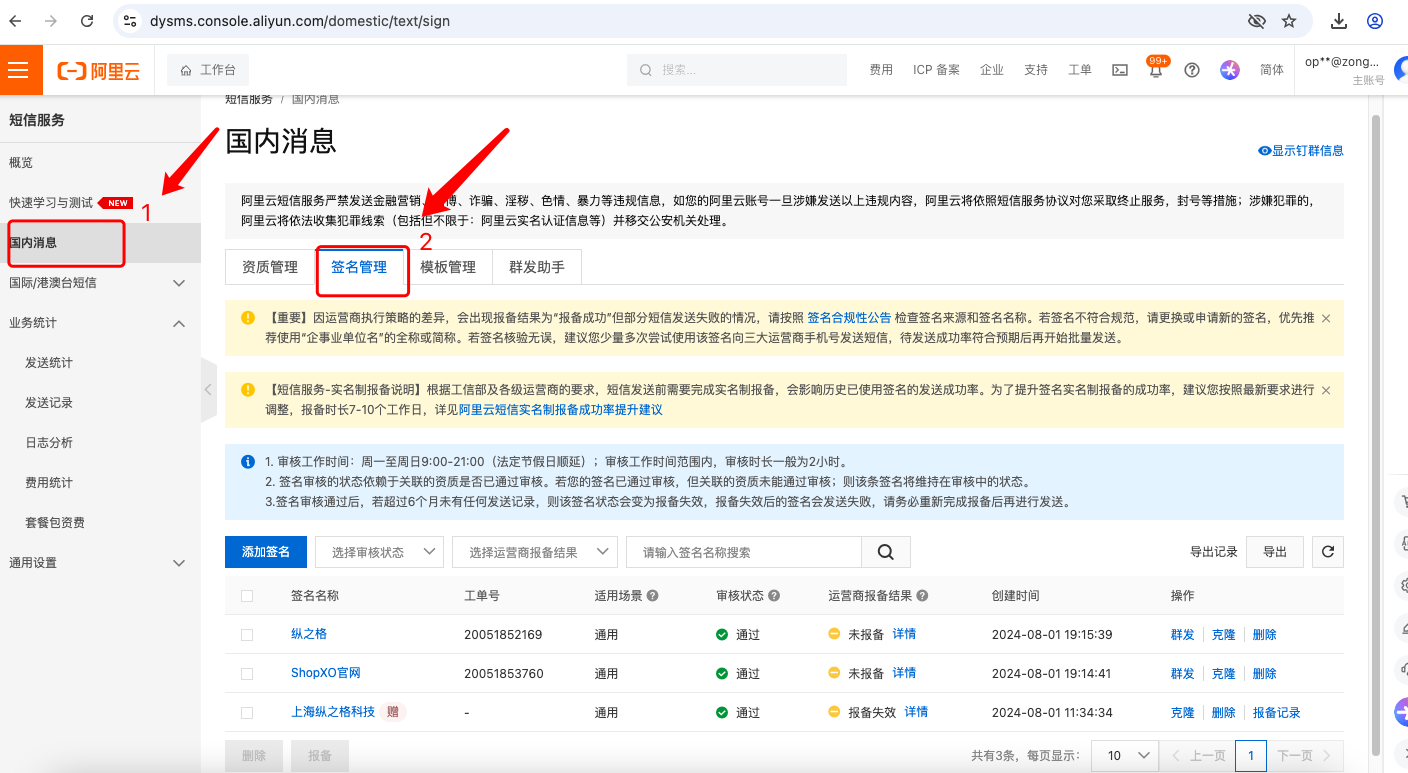 dysms.console.aliyun.com/domestic/text/sign
阿里云
工作台
搜索...
费用
ICP 备案
企业
支持
工单
99+
简体
op**@zong...
主账号
短信服务
概览
快速学习与测试 NEW
国内消息
国际/港澳台短信
业务统计
发送统计
发送记录
日志分析
费用统计
套餐包资费
通用设置
1
短信服务 / 国内消息
国内消息
显示钉群信息
阿里云短信服务严禁发送金融营销、博、诈骗、淫秽、色情、暴力等违规信息，如您的阿里云账号一旦涉嫌发送以上违规内容，阿里云将依照短信服务协议对您采取终止服务，封号等措施；涉嫌犯罪的，
阿里云将依法收集犯罪线索（包括但不限于：阿里云实名认证信息等）并移交公安机关处理。
2
资质管理
签名管理
模板管理
群发助手
【重要】因运营商执行策略的差异，会出现报备结果为“报备成功”但部分短信发送失败的情况，请按照 签名合规性公告 检查签名来源和签名名称。若签名不符合规范，请更换或申请新的签名，优先推
荐使用“企事业单位名”的全称或简称。若签名核验无误，建议您少量多次尝试使用该签名向三大运营商手机号发送短信，待发送成功率符合预期后再开始批量发送。
【短信服务-实名制报备说明】根据工信部及各级运营商的要求，短信发送前需要完成实名制报备，会影响历史已使用签名的发送成功率。为了提升签名实名制报备的成功率，建议您按照最新要求进行
调整，报备时长7-10个工作日，详见阿里云短信实名制报备成功率提升建议
1. 审核工作时间：周一至周日9:00-21:00（法定节假日顺延）；审核工作时间范围内，审核时长一般为2小时。
2. 签名审核的状态依赖于关联的资质是否已通过审核。若您的签名已通过审核，但关联的资质未能通过审核；则该条签名将维持在审核中的状态。
3.签名审核通过后，若超过6个月未有任何发送记录，则该签名状态会变为报备失效，报备失效后的签名会发送失败，请务必重新完成报备后再进行发送。
添加签名
选择审核状态
选择运营商报备结果
请输入签名名称搜索
导出记录
导出
签名名称 工单号 适用场景 审核状态 运营商报备结果 创建时间 操作
纵之格 20051852169 通用 通过 未报备 详情 2024-08-01 19:15:39 群发 克隆 删除
ShopXO官网 20051853760 通用 通过 未报备 详情 2024-08-01 19:14:41 群发 克隆 删除
上海纵之格科技 赠 - 通用 通过 报备失效 详情 2024-08-01 11:34:34 克隆 删除 报备记录
删除
报备
共有3条，每页显示： 10 上一页 1 下一页